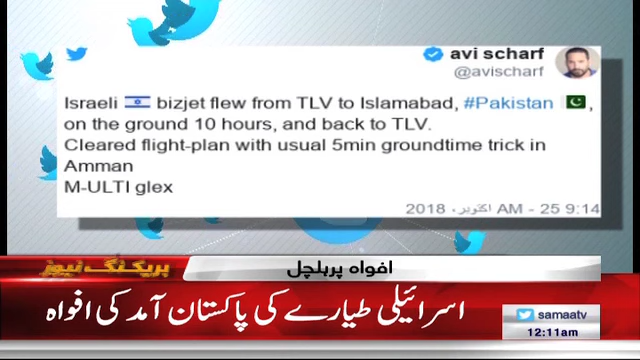 avi scharf
@avischarf
Israeli 🇮🇱 bizjet flew from TLV to Islamabad, #Pakistan 🇵🇰,
on the ground 10 hours, and back to TLV.
Cleared flight-plan with usual 5min groundtime trick in
Amman
M-ULTI glex
9:14 AM - 25 اکتوبر، 2018
افواہ پر ہلچل
بریکنگ نیوز
اسرائیلی طیارے کی پاکستان آمد کی افواہ
samaatv
12:11am